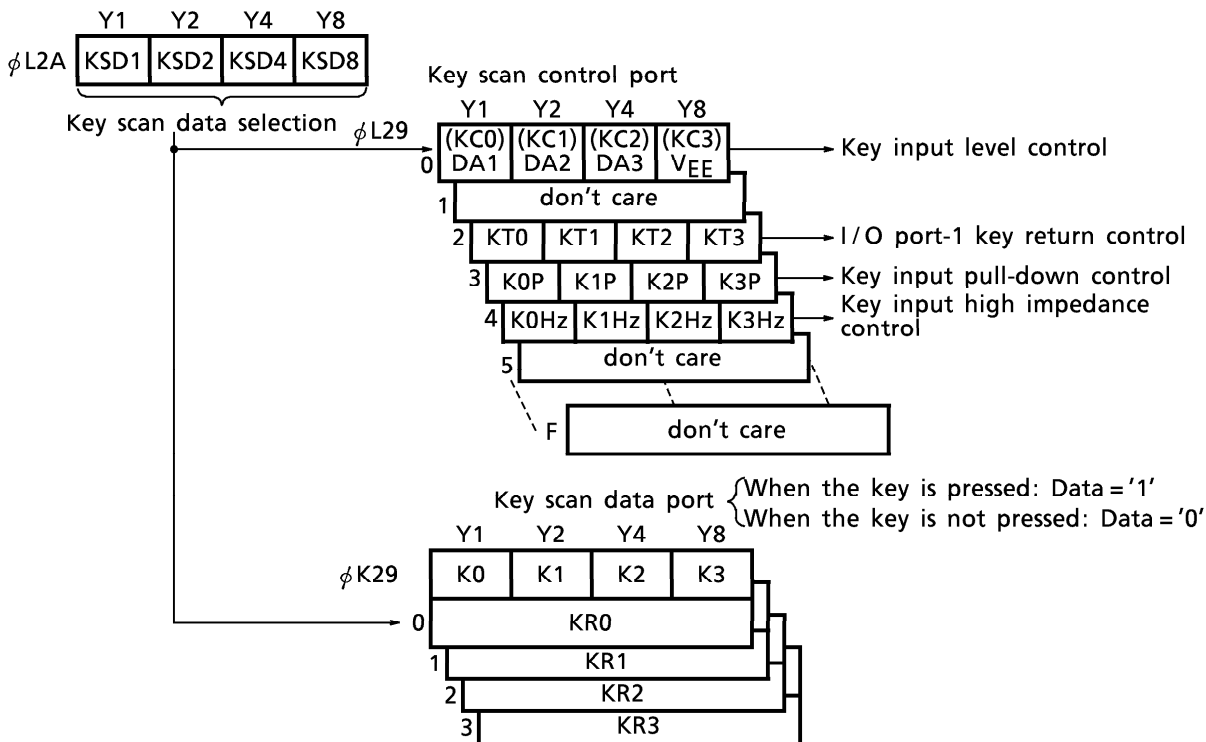 Y1 Y2 Y4 Y8
ϕL2A KSD1 KSD2 KSD4 KSD8
Key scan data selection
Key scan control port
ϕL29
Y1 Y2 Y4 Y8
(KC0) (KC1) (KC2) (KC3)
0 DA1 DA2 DA3 VEE
Key input level control
1 don't care
2 KT0 KT1 KT2 KT3
I/O port-1 key return control
3 K0P K1P K2P K3P
Key input pull-down control
4 K0Hz K1Hz K2Hz K3Hz
Key input high impedance
control
5 don't care
F don't care
Key scan data port
When the key is pressed: Data='1'
When the key is not pressed: Data='0'
Y1 Y2 Y4 Y8
ϕK29 K0 K1 K2 K3
0 KR0
1 KR1
2 KR2
3 KR3